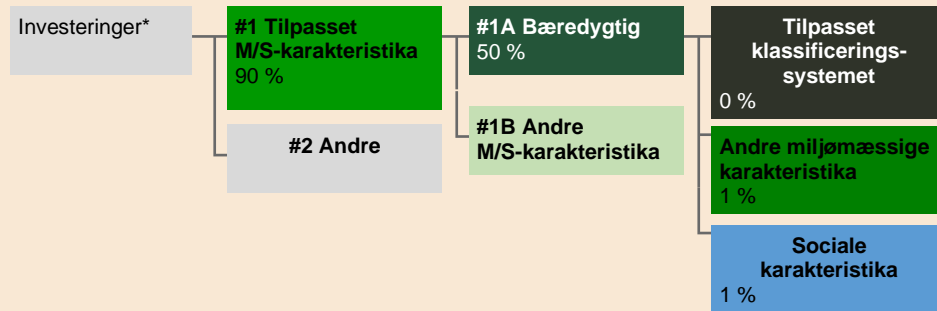 Investeringer*
#1 Tilpasset
M/S-karakteristika
90 %
#2 Andre
#1A Bæredygtig
50 %
#1B Andre
M/S-karakteristika
Tilpasset
klassificerings-
systemet
0 %
Andre miljømæssige
karakteristika
1 %
Sociale
karakteristika
1 %